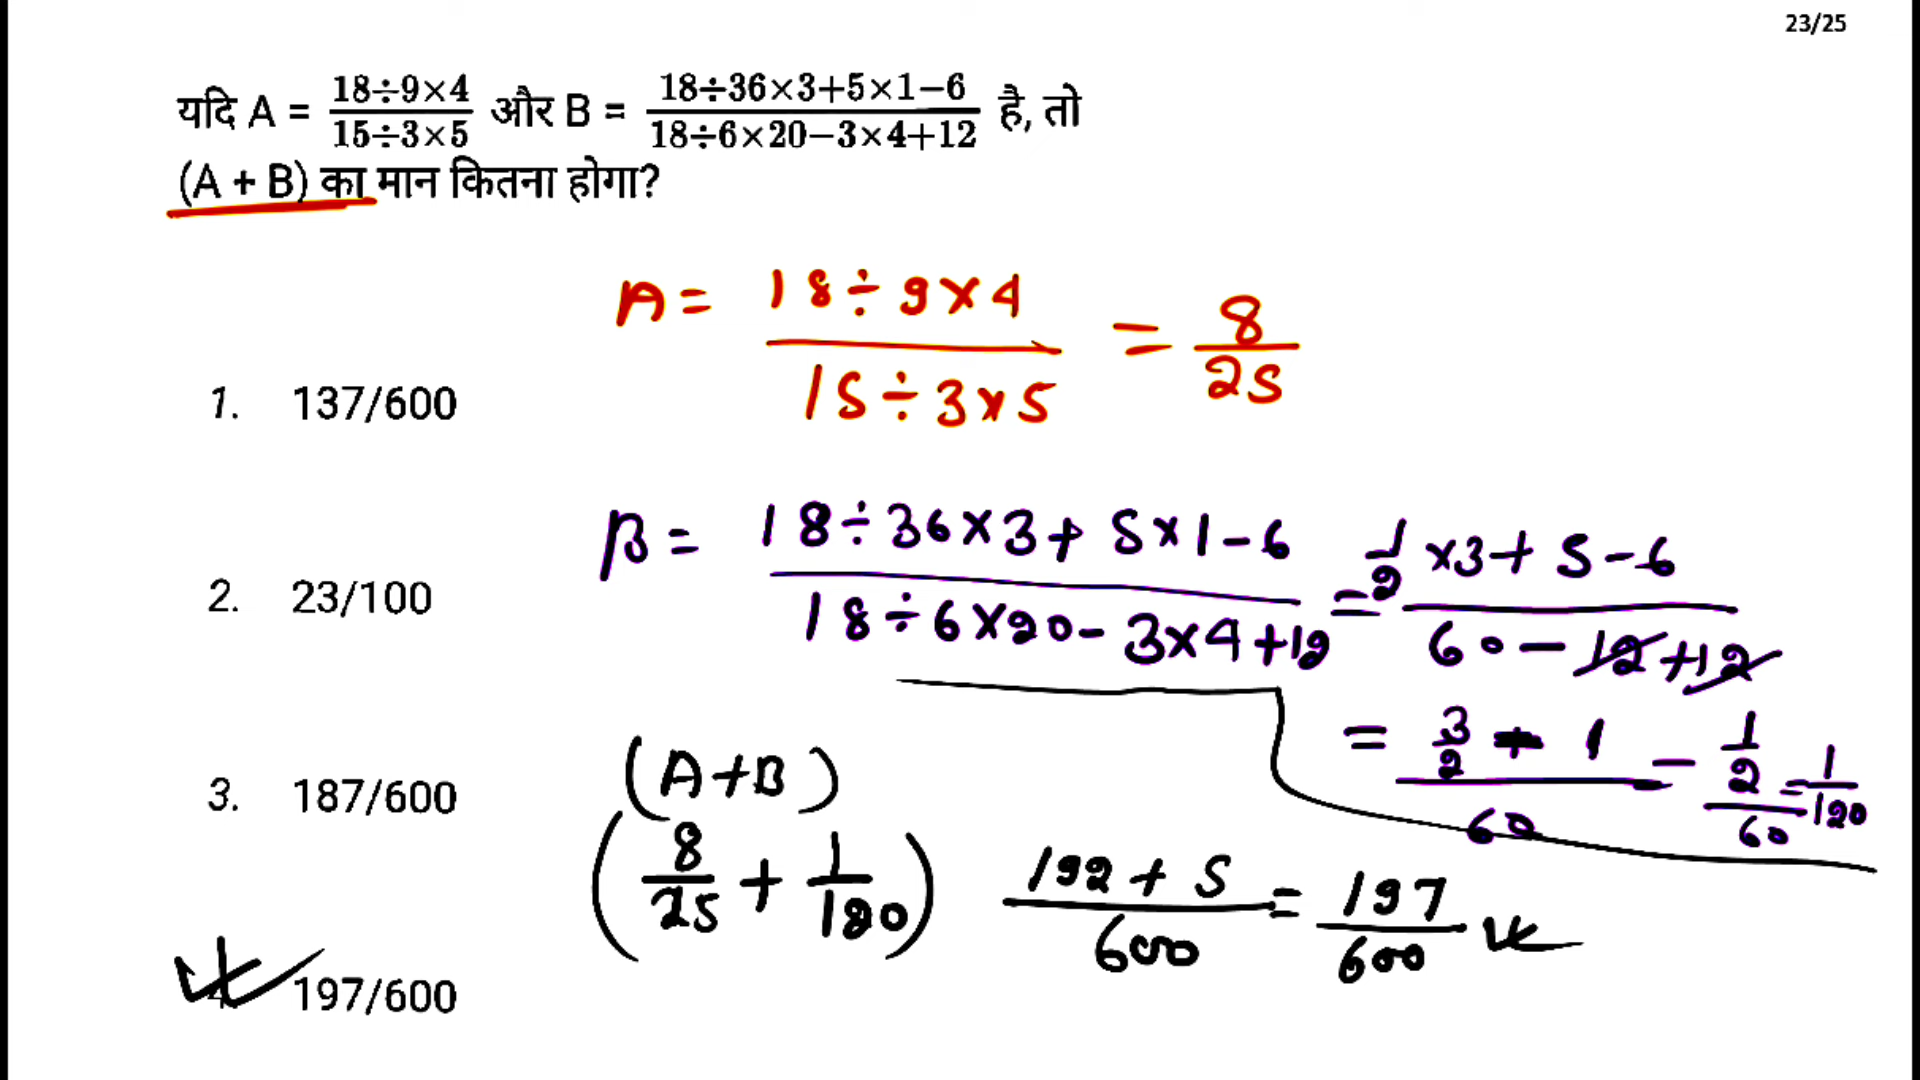 23/25
यदि A = 18÷9×4 / 15÷3×5 और B = 18÷36×3+5×1−6 / 18÷6×20−3×4+12 है, तो
(A + B) का मान कितना होगा?
A = 18÷9×4 / 15÷3×5 = 8/25
1. 137/600
B = 18÷36×3+5×1-6 / 18÷6×20-3×4+12 = 1/2 ×3+5-6 / 60-12+12
2. 23/100
= 3/2 - 1 / 60 = 1/2 / 60 = 1/120
(A+B)
3. 187/600
(8/25 + 1/120) 192+5 / 600 = 197/600
4. 197/600